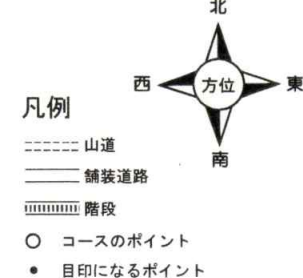 北
西 方位 東
南
凡例
山道
舗装道路
階段
コースのポイント
目印になるポイント